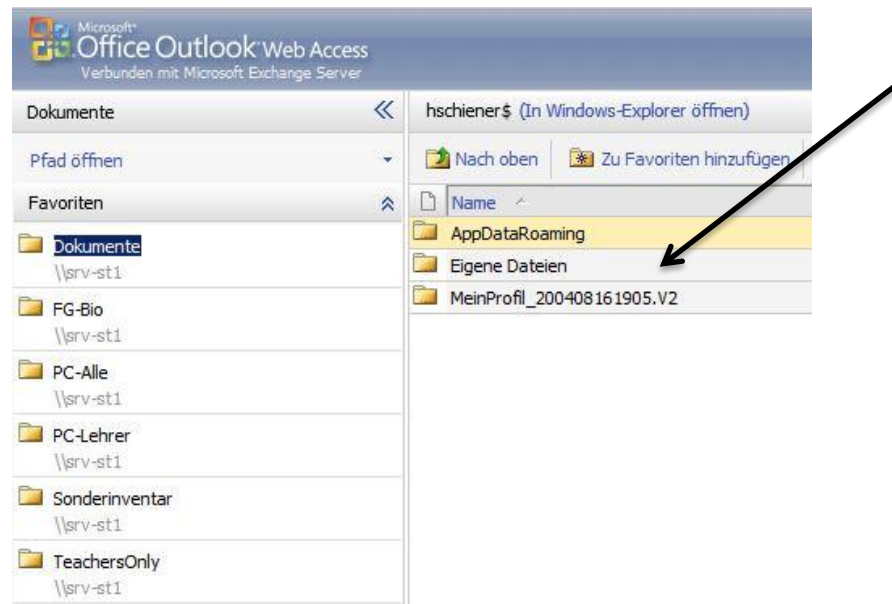 Microsoft®
Office Outlook Web Access
Verbunden mit Microsoft Exchange Server
Dokumente
Pfad öffnen
Favoriten
Dokumente
\\srv-st1
FG-Bio
\\srv-st1
PC-Alle
\\srv-st1
PC-Lehrer
\\srv-st1
Sonderinventar
\\srv-st1
TeachersOnly
\\srv-st1
hschiener$ (In Windows-Explorer öffnen)
Nach oben Zu Favoriten hinzufügen
Name
AppDataRoaming
Eigene Dateien
MeinProfil_200408161905.V2